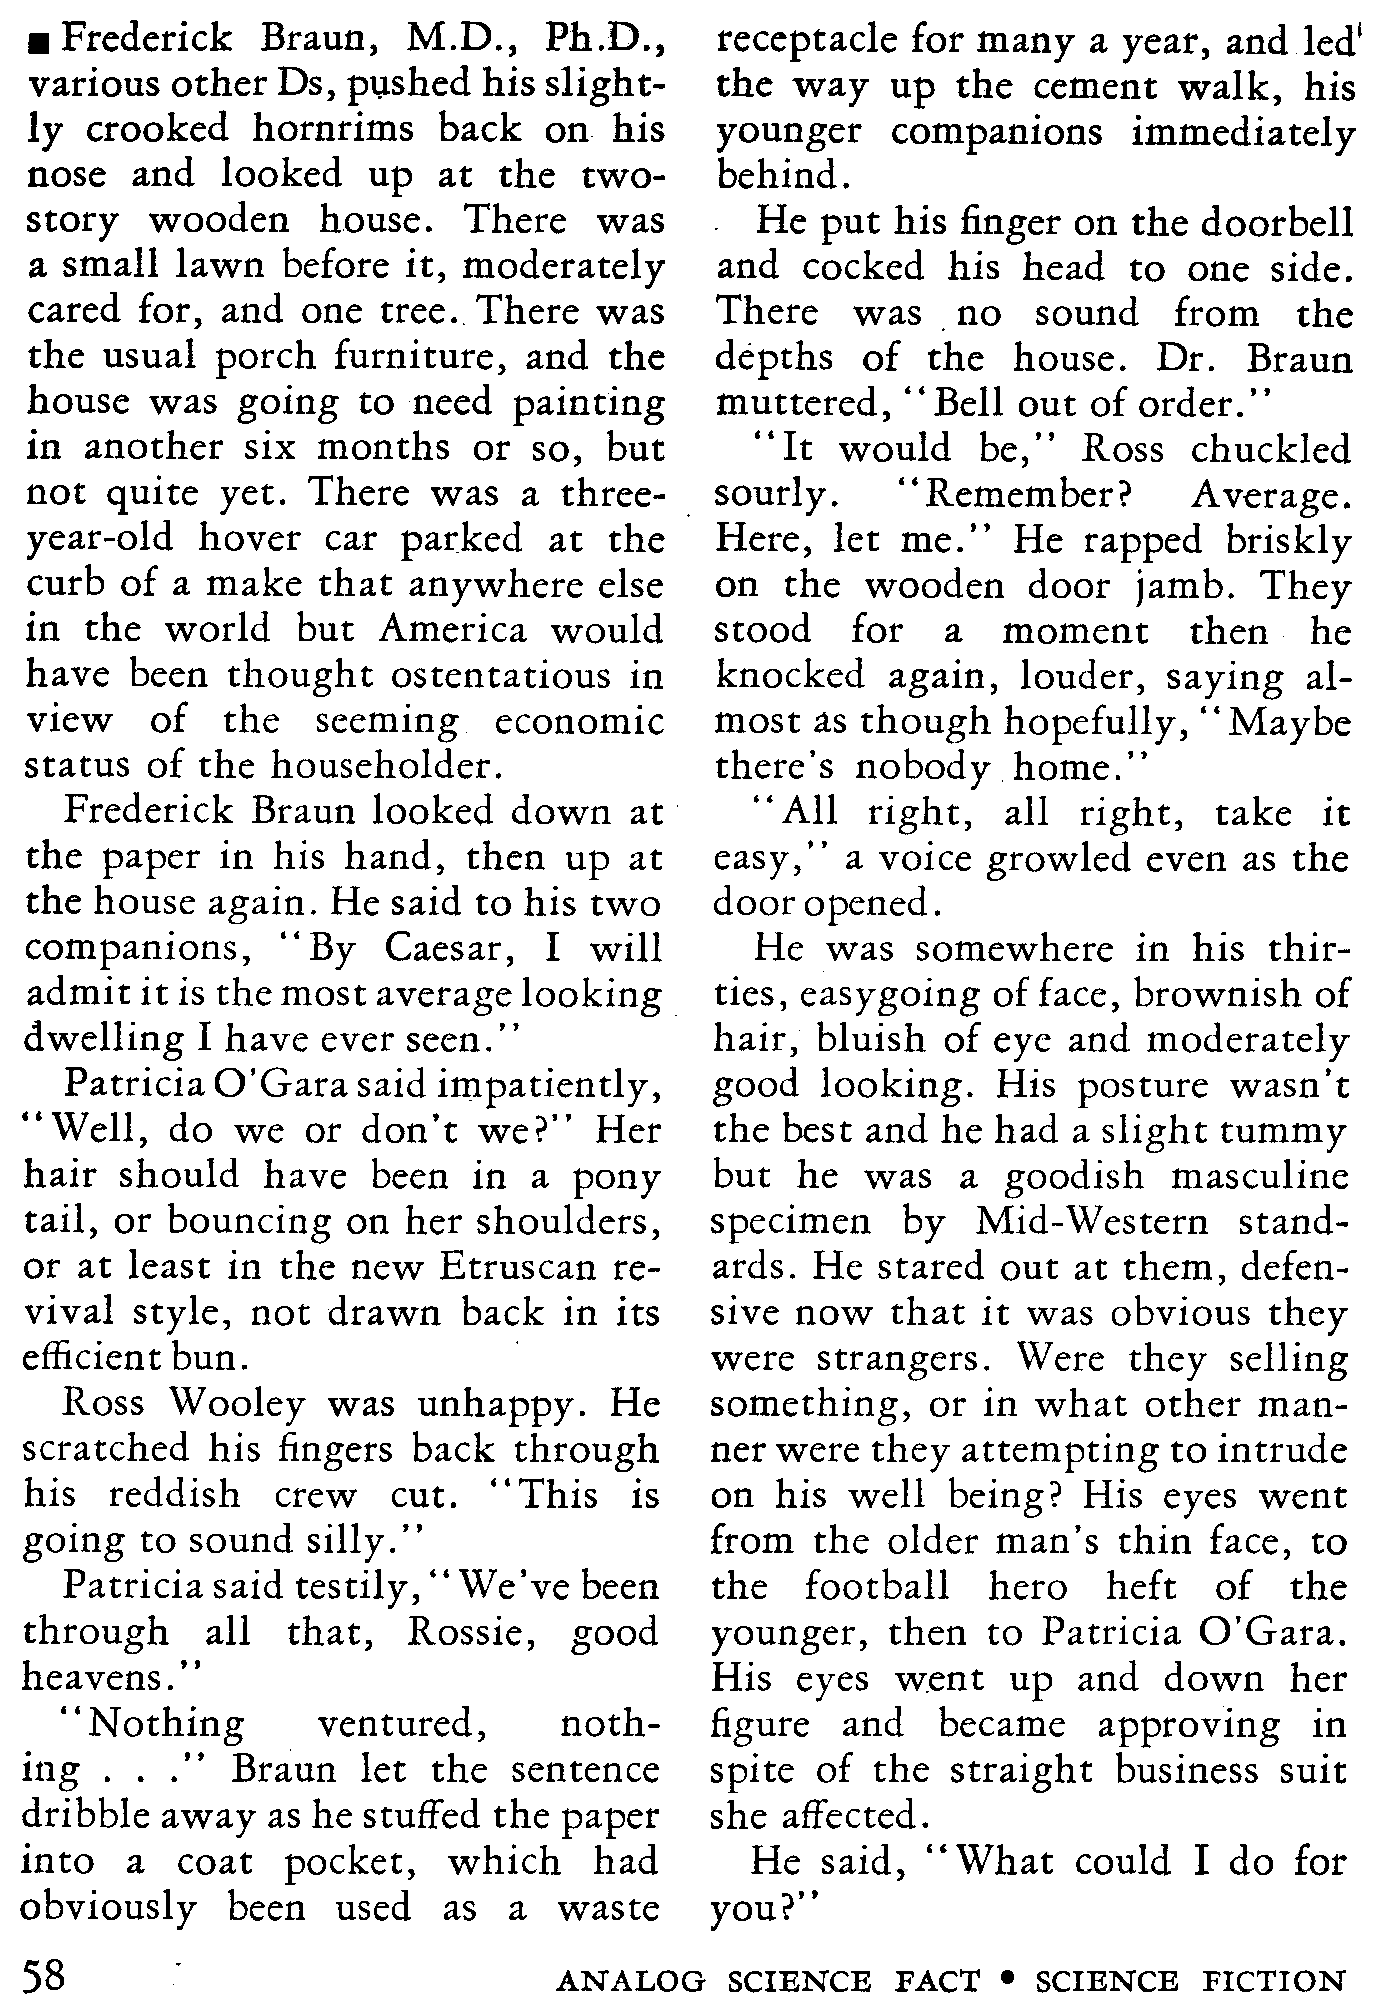 ■ Frederick Braun, M.D., Ph.D.,
various other Ds, pushed his slight-
ly crooked hornrims back on his
nose and looked up at the two-
story wooden house. There was
a small lawn before it, moderately
cared for, and one tree. There was
the usual porch furniture, and the
house was going to need painting
in another six months or so, but
not quite yet. There was a three-
year-old hover car parked at the
curb of a make that anywhere else
in the world but America would
have been thought ostentatious in
view of the seeming economic
status of the householder.
Frederick Braun looked down at
the paper in his hand, then up at
the house again. He said to his two
companions, "By Caesar, I will
admit it is the most average looking
dwelling I have ever seen."
Patricia O'Gara said impatiently,
"Well, do we or don't we?" Her
hair should have been in a pony
tail, or bouncing on her shoulders,
or at least in the new Etruscan re-
vival style, not drawn back in its
efficient bun.
Ross Wooley was unhappy. He
scratched his fingers back through
his reddish crew cut. "This is
going to sound silly."
Patricia said testily, "We've been
through all that, Rossie, good
heavens."
"Nothing ventured, noth-
ing . . ." Braun let the sentence
dribble away as he stuffed the paper
into a coat pocket, which had
obviously been used as a waste
receptacle for many a year, and led
the way up the cement walk, his
younger companions immediately
behind.
He put his finger on the doorbell
and cocked his head to one side.
There was no sound from the
depths of the house. Dr. Braun
muttered, "Bell out of order."
"It would be," Ross chuckled
sourly. "Remember? Average.
Here, let me." He rapped briskly
on the wooden door jamb. They
stood for a moment then he
knocked again, louder, saying al-
most as though hopefully, "Maybe
there's nobody home."
"All right, all right, take it
easy," a voice growled even as the
door opened.
He was somewhere in his thir-
ties, easygoing of face, brownish of
hair, bluish of eye and moderately
good looking. His posture wasn't
the best and he had a slight tummy
but he was a goodish masculine
specimen by Mid-Western stand-
ards. He stared out at them, defen-
sive now that it was obvious they
were strangers. Were they selling
something, or in what other man-
ner were they attempting to intrude
on his well being? His eyes went
from the older man's thin face, to
the football hero heft of the
younger, then to Patricia O'Gara.
His eyes went up and down her
figure and became approving in
spite of the straight business suit
she affected.
He said, "What could I do for
you?"
58
ANALOG SCIENCE FACT • SCIENCE FICTION